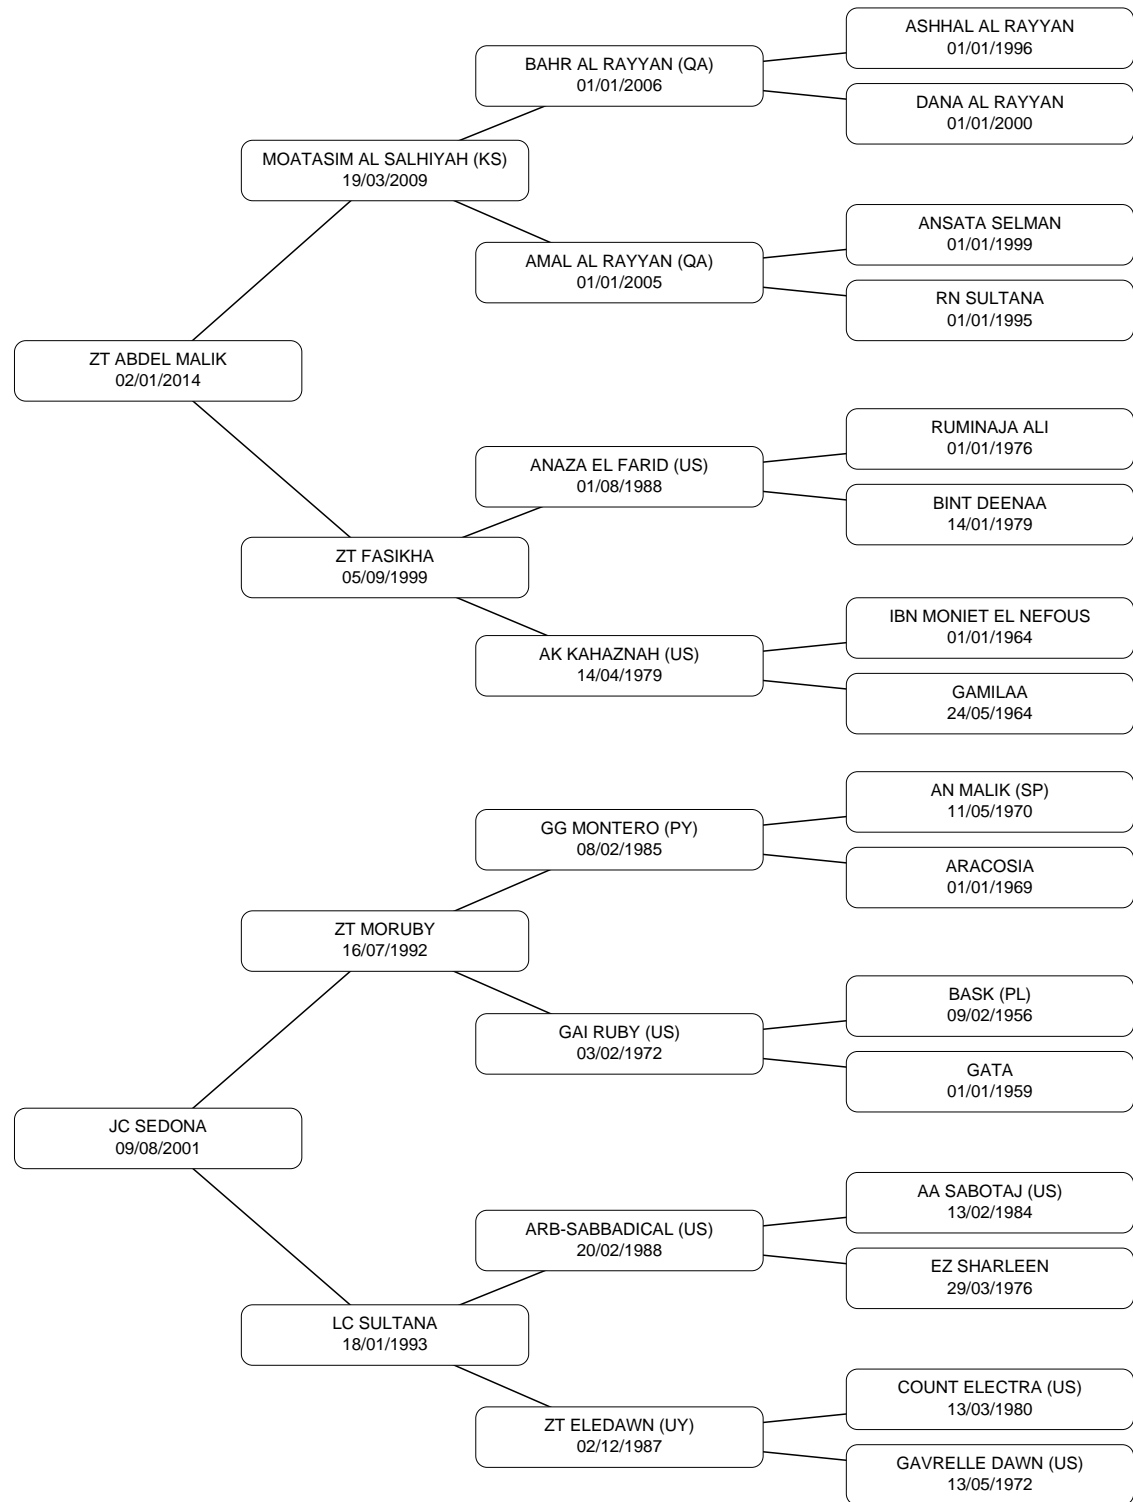 ASHHAL AL RAYYAN
01/01/1996
BAHR AL RAYYAN (QA)
01/01/2006
DANA AL RAYYAN
01/01/2000
MOATASIM AL SALHIYAH (KS)
19/03/2009
ANSATA SELMAN
01/01/1999
AMAL AL RAYYAN (QA)
01/01/2005
RN SULTANA
01/01/1995
ZT ABDEL MALIK
02/01/2014
RUMINAJA ALI
01/01/1976
ANAZA EL FARID (US)
01/08/1988
BINT DEENAA
14/01/1979
ZT FASIKHA
05/09/1999
IBN MONIET EL NEFOUS
01/01/1964
AK KAHAZNAH (US)
14/04/1979
GAMILAA
24/05/1964
AN MALIK (SP)
11/05/1970
GG MONTERO (PY)
08/02/1985
ARACOSIA
01/01/1969
ZT MORUBY
16/07/1992
BASK (PL)
09/02/1956
GAI RUBY (US)
03/02/1972
GATA
01/01/1959
JC SEDONA
09/08/2001
AA SABOTAJ (US)
13/02/1984
ARB-SABBADICAL (US)
20/02/1988
EZ SHARLEEN
29/03/1976
LC SULTANA
18/01/1993
COUNT ELECTRA (US)
13/03/1980
ZT ELEDAWN (UY)
02/12/1987
GAVRELLE DAWN (US)
13/05/1972